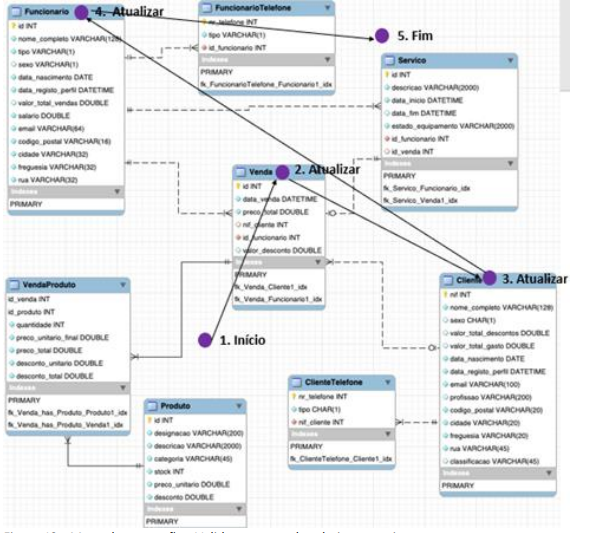 Funcionario
id INT
nome_completo VARCHAR(128)
tipo VARCHAR(1)
sexo VARCHAR(1)
data_nascimento DATE
data_registo_perfil DATETIME
valor_total_vendas DOUBLE
salario DOUBLE
email VARCHAR(64)
codigo_postal VARCHAR(16)
cidade VARCHAR(32)
freguesia VARCHAR(32)
rua VARCHAR(32)
Indexes
PRIMARY
4. Atualizar
FuncionarioTelefone
nr_telefone INT
tipo VARCHAR(1)
id_funcionario INT
Indexes
PRIMARY
fk_FuncionarioTelefone_Funcionario1_idx
5. Fim
Servico
id INT
descricao VARCHAR(2000)
data_inicio DATETIME
data_fim DATETIME
estado_equipamento VARCHAR(2000)
id_funcionario INT
id_venda INT
Indexes
PRIMARY
fk_Servico_Funcionario_idx
fk_Servico_Venda1_idx
Venda
2. Atualizar
id INT
data_venda DATETIME
preco_total DOUBLE
nif_cliente INT
id_funcionario INT
valor_desconto DOUBLE
Indexes
PRIMARY
fk_Venda_Cliente1_idx
fk_Venda_Funcionario1_idx
1. Início
VendaProduto
id_venda INT
id_produto INT
quantidade INT
preco_unitario_final DOUBLE
preco_total DOUBLE
desconto_unitario DOUBLE
desconto_total DOUBLE
Indexes
PRIMARY
fk_Venda_has_Produto_Produto1_idx
fk_Venda_has_Produto_Venda1_idx
Produto
id INT
designacao VARCHAR(200)
descricao VARCHAR(2000)
categoria VARCHAR(45)
stock INT
preco_unitario DOUBLE
desconto DOUBLE
Indexes
PRIMARY
ClienteTelefone
nr_telefone INT
tipo CHAR(1)
nif_cliente INT
Indexes
PRIMARY
fk_ClienteTelefone_Cliente1_idx
Cliente
3. Atualizar
nif INT
nome_completo VARCHAR(128)
sexo CHAR(1)
valor_total_descontos DOUBLE
valor_total_gasto DOUBLE
data_nascimento DATE
data_registo_perfil DATETIME
email VARCHAR(100)
profissao VARCHAR(200)
codigo_postal VARCHAR(20)
cidade VARCHAR(20)
freguesia VARCHAR(20)
rua VARCHAR(45)
classificacao VARCHAR(45)
Indexes
PRIMARY